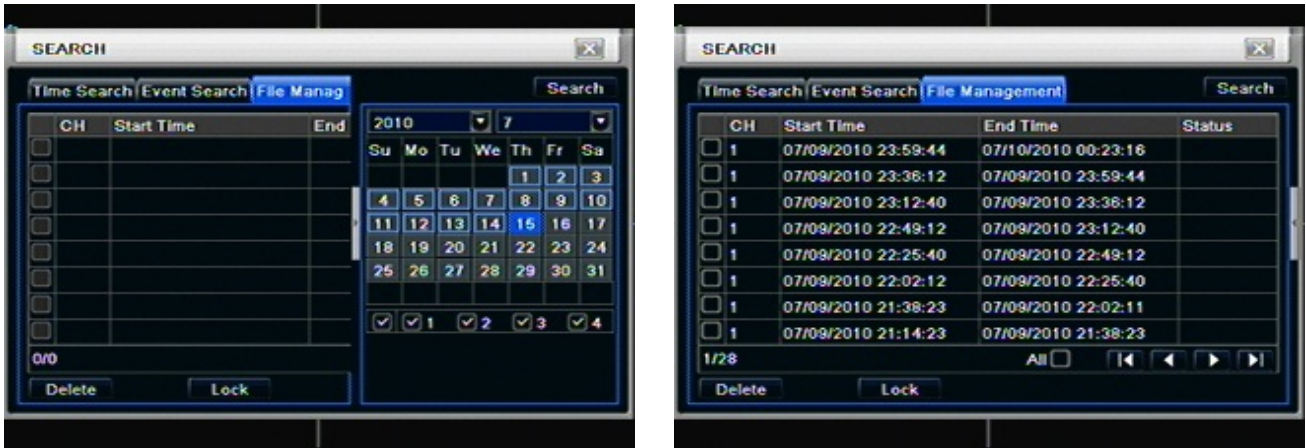 SEARCH
Time Search Event Search File Manag Search
CH Start Time End
2010 7
Su Mo Tu We Th Fr Sa
1 2 3
4 5 6 7 8 9 10
11 12 13 14 15 16 17
18 19 20 21 22 23 24
25 26 27 28 29 30 31
1 2 3 4
0/0
Delete Lock
SEARCH
Time Search Event Search File Management Search
CH Start Time End Time Status
1 07/09/2010 23:59:44 07/10/2010 00:23:16
1 07/09/2010 23:36:12 07/09/2010 23:59:44
1 07/09/2010 23:12:40 07/09/2010 23:36:12
1 07/09/2010 22:49:12 07/09/2010 23:12:40
1 07/09/2010 22:25:40 07/09/2010 22:49:12
1 07/09/2010 22:02:12 07/09/2010 22:25:40
1 07/09/2010 21:38:23 07/09/2010 22:02:11
1 07/09/2010 21:14:23 07/09/2010 21:38:23
1/28 All
Delete Lock